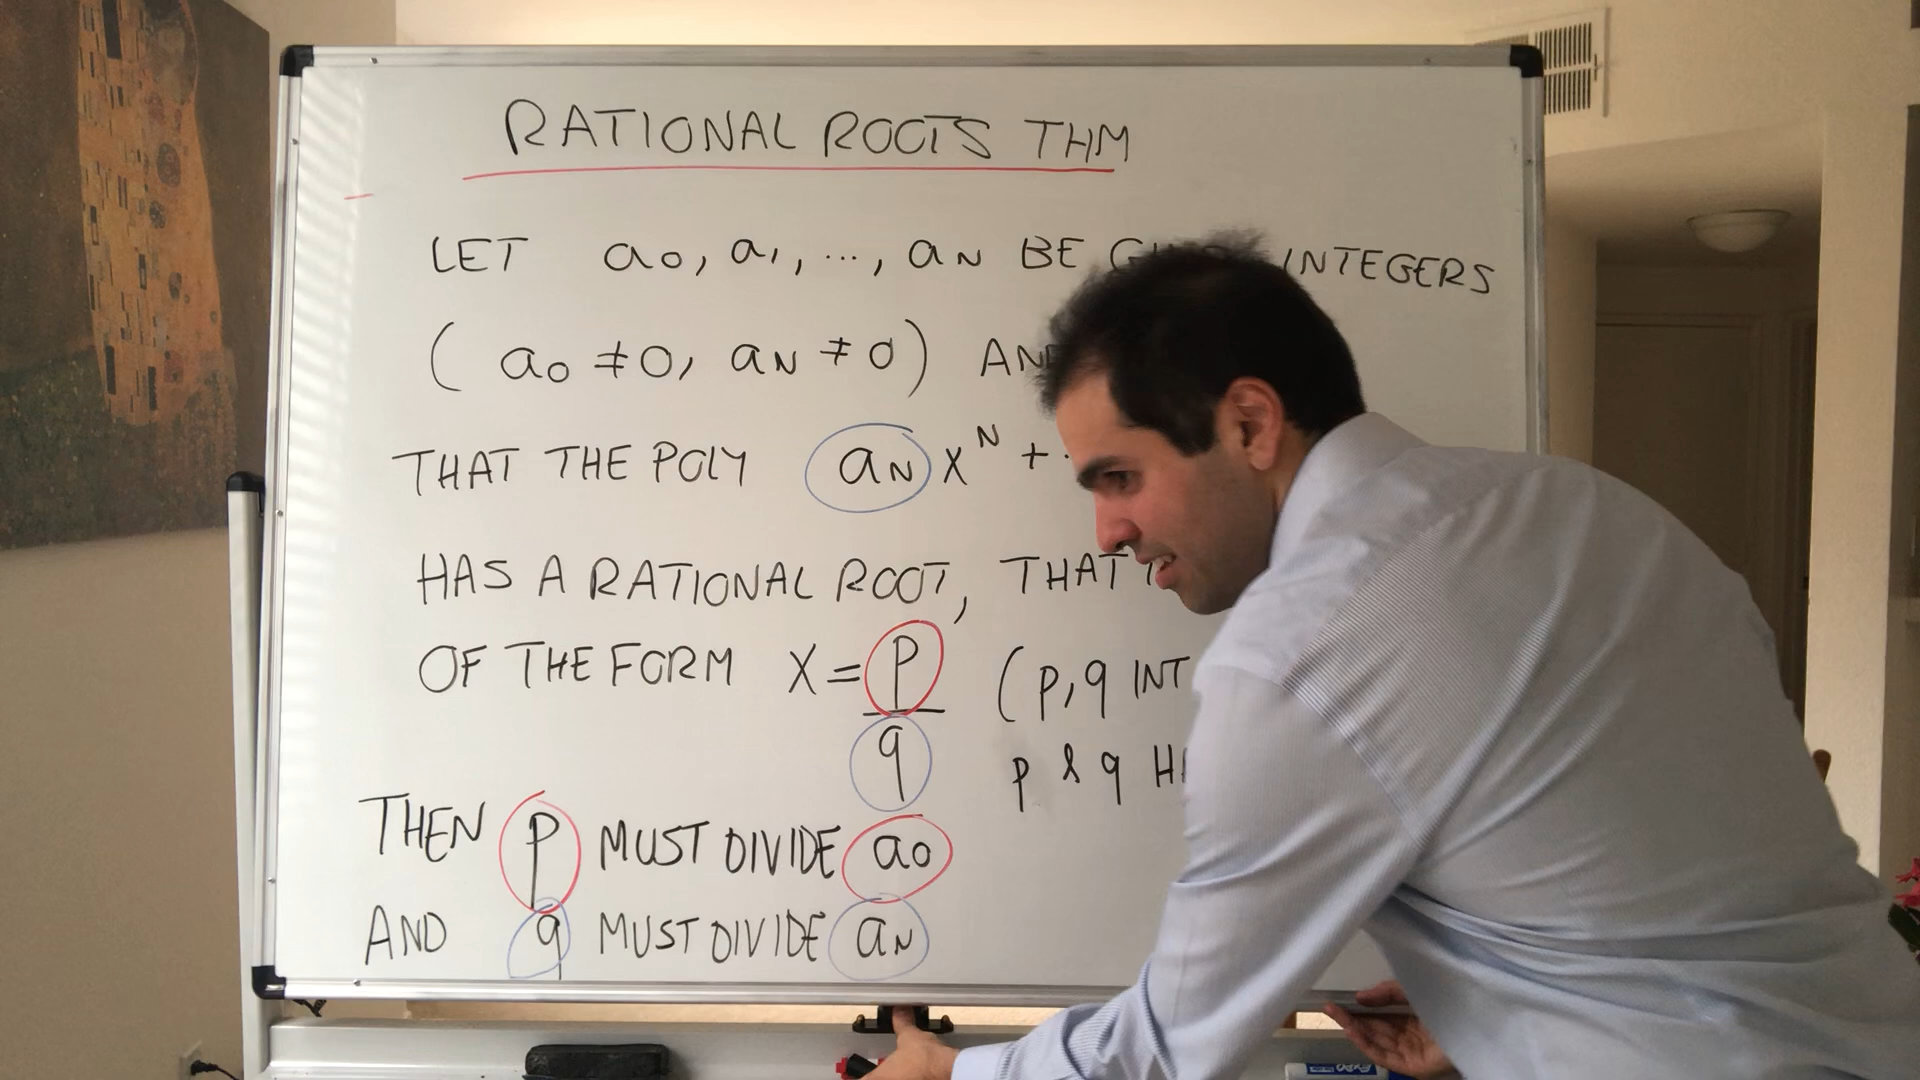 RATIONAL ROOTS THM
LET a0, a1, ..., aN BE INTEGERS
( a0 ≠ 0, aN ≠ 0 )
THAT THE POLY aN x^N +
HAS A RATIONAL ROOT, THAT
OF THE FORM X = p/q (p, q INT
p & q
THEN p MUST DIVIDE a0
AND q MUST DIVIDE aN